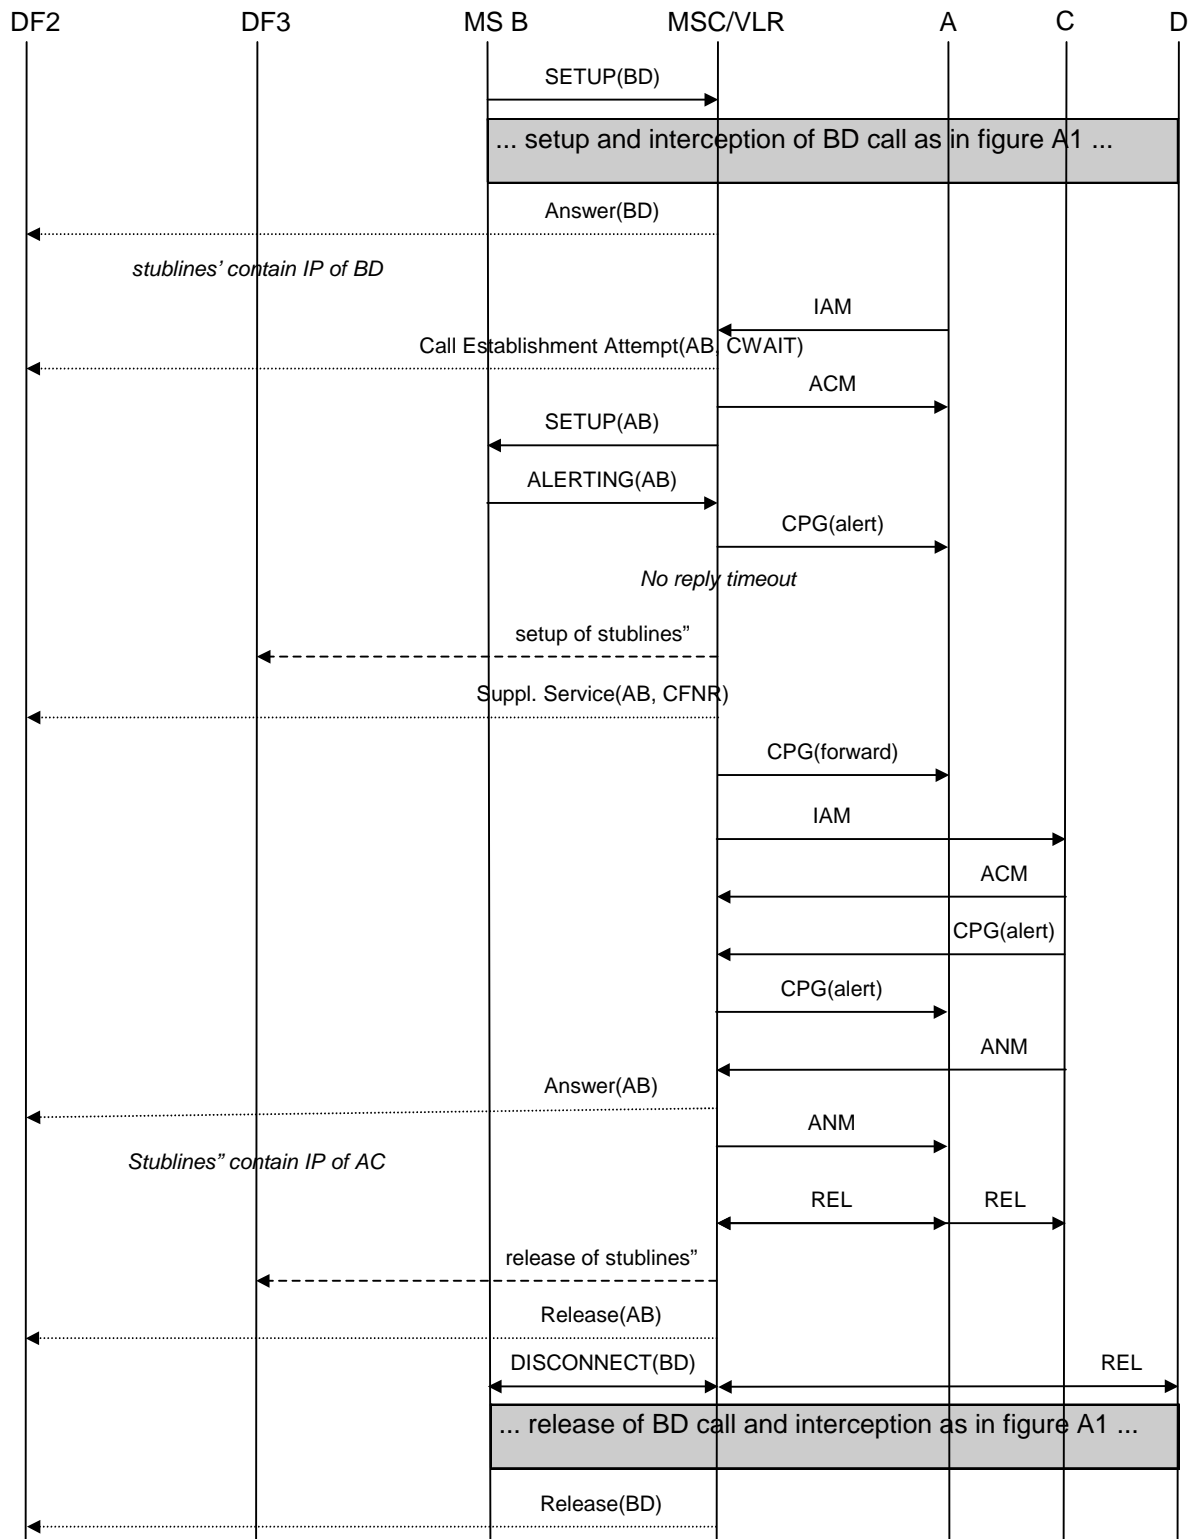 DF2 DF3 MS B MSC/VLR A C D
SETUP(BD)
... setup and interception of BD call as in figure A1 ...
Answer(BD)
stublines’ contain IP of BD
IAM
Call Establishment Attempt(AB, CWAIT)
ACM
SETUP(AB)
ALERTING(AB)
CPG(alert)
No reply timeout
setup of stublines”
Suppl. Service(AB, CFNR)
CPG(forward)
IAM
ACM
CPG(alert)
CPG(alert)
ANM
Answer(AB)
ANM
Stublines” contain IP of AC
REL REL
release of stublines”
Release(AB)
DISCONNECT(BD) REL
... release of BD call and interception as in figure A1 ...
Release(BD)